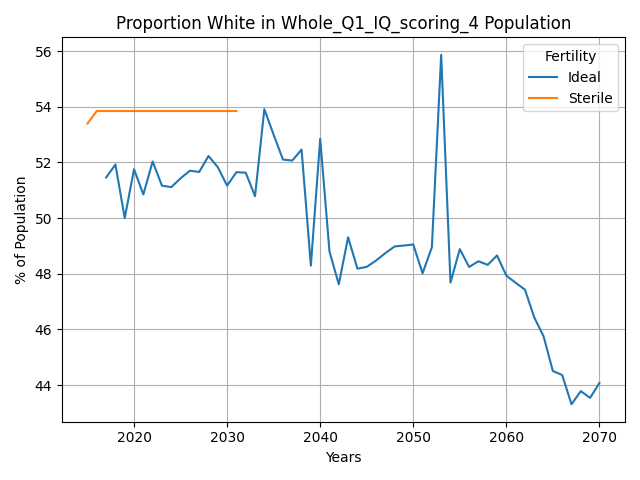 Proportion White in Whole_Q1_IQ_scoring_4 Population
Fertility
Ideal
Sterile
% of Population
56
54
52
50
48
46
44
2020
2030
2040
2050
2060
2070
Years